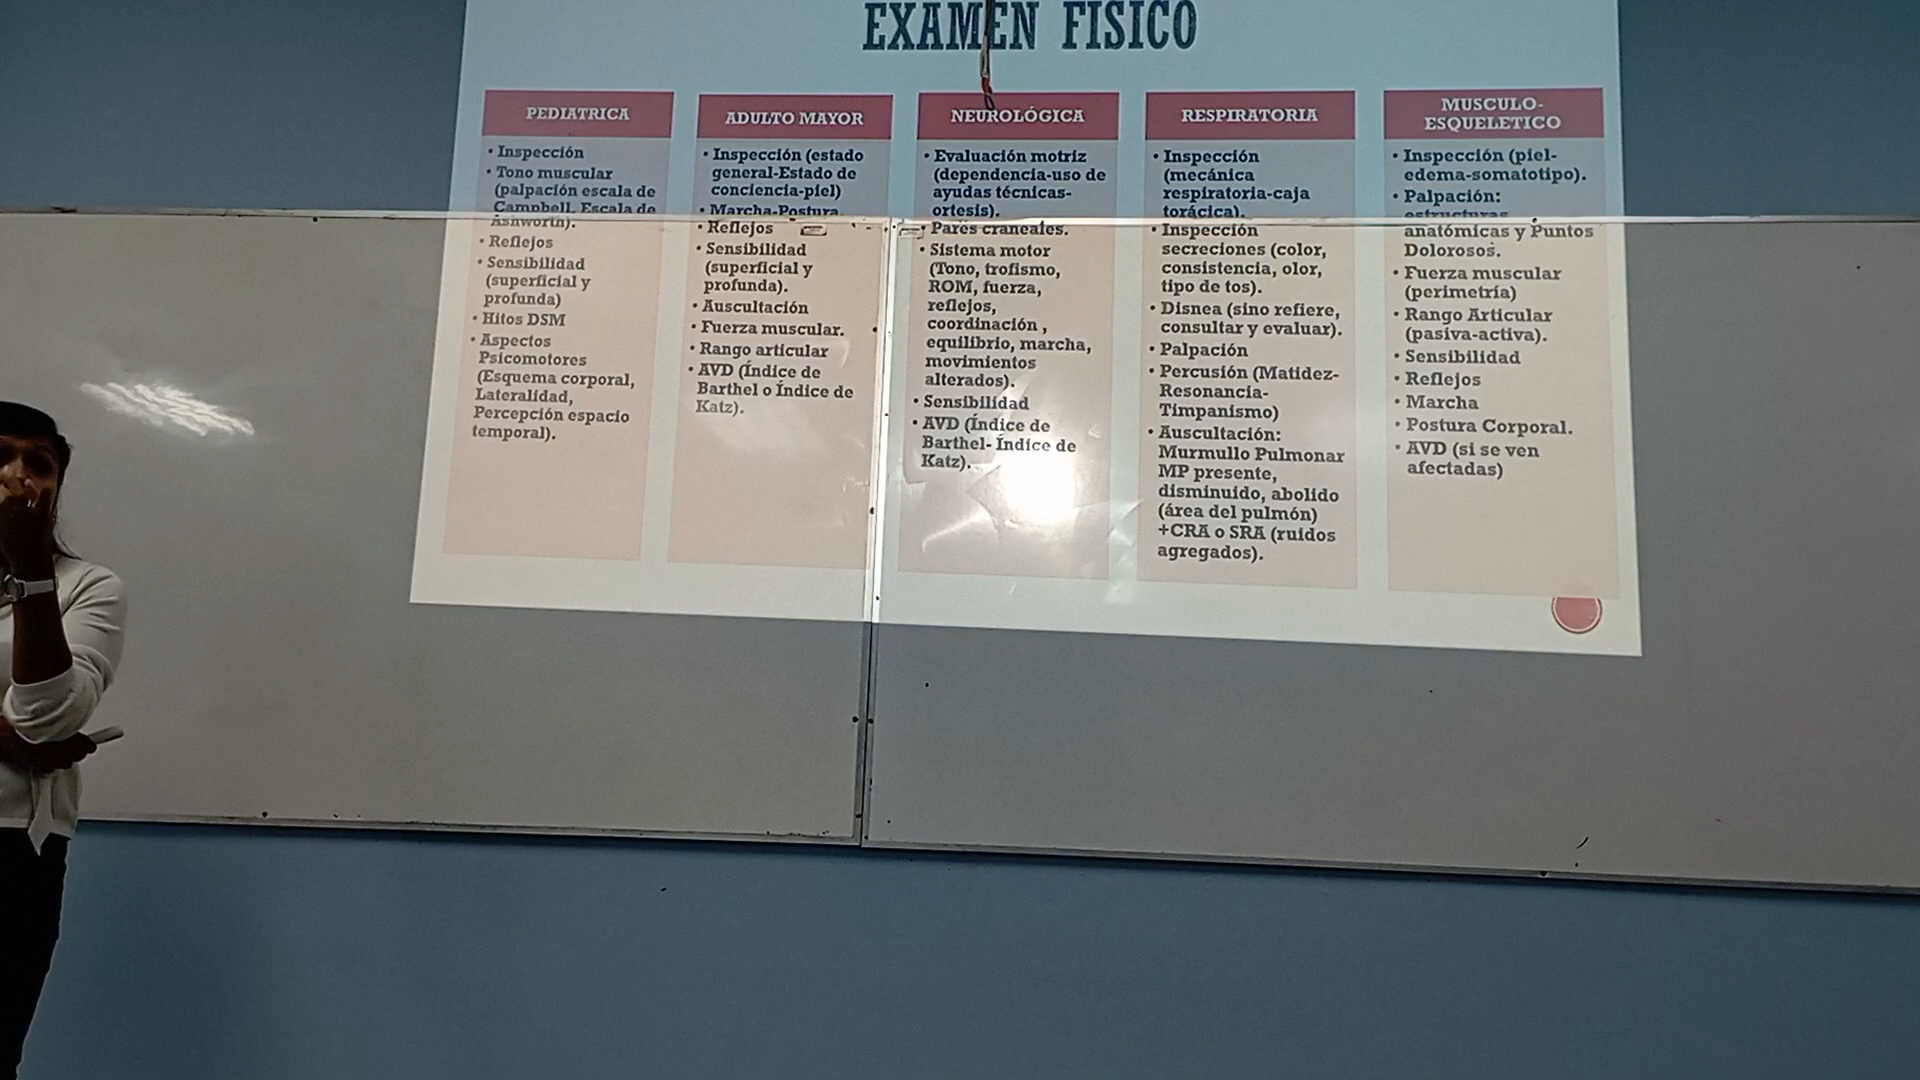 EXAMEN FISICO
PEDIATRICA
• Inspección
• Tono muscular
(palpación escala de
Campbell. Escala de
Ashworth).
• Reflejos
• Sensibilidad
(superficial y
profunda)
• Hitos DSM
• Aspectos
Psicomotores
(Esquema corporal,
Lateralidad,
Percepción espacio
temporal).
ADULTO MAYOR
• Inspección (estado
general-Estado de
conciencia-piel)
• Marcha-Postura.
• Reflejos
• Sensibilidad
(superficial y
profunda).
• Auscultación
• Fuerza muscular.
• Rango articular
• AVD (Índice de
Barthel o Índice de
Katz).
NEUROLÓGICA
• Evaluación motriz
(dependencia-uso de
ayudas técnicas-
ortesis).
• Pares craneales.
• Sistema motor
(Tono, trofismo,
ROM, fuerza,
reflejos,
coordinación ,
equilibrio, marcha,
movimientos
alterados).
• Sensibilidad
• AVD (Índice de
Barthel- Índice de
Katz).
RESPIRATORIA
• Inspección
(mecánica
respiratoria-caja
torácica).
• Inspección
secreciones (color,
consistencia, olor,
tipo de tos).
• Disnea (sino refiere,
consultar y evaluar).
• Palpación
• Percusión (Matidez-
Resonancia-
Timpanismo)
• Auscultación:
Murmullo Pulmonar
MP presente,
disminuido, abolido
(área del pulmón)
+CRA o SRA (ruidos
agregados).
MUSCULO-
ESQUELETICO
• Inspección (piel-
edema-somatotipo).
• Palpación:
estructuras
anatómicas y Puntos
Dolorosos.
• Fuerza muscular
(perimetría)
• Rango Articular
(pasiva-activa).
• Sensibilidad
• Reflejos
• Marcha
• Postura Corporal.
• AVD (si se ven
afectadas)